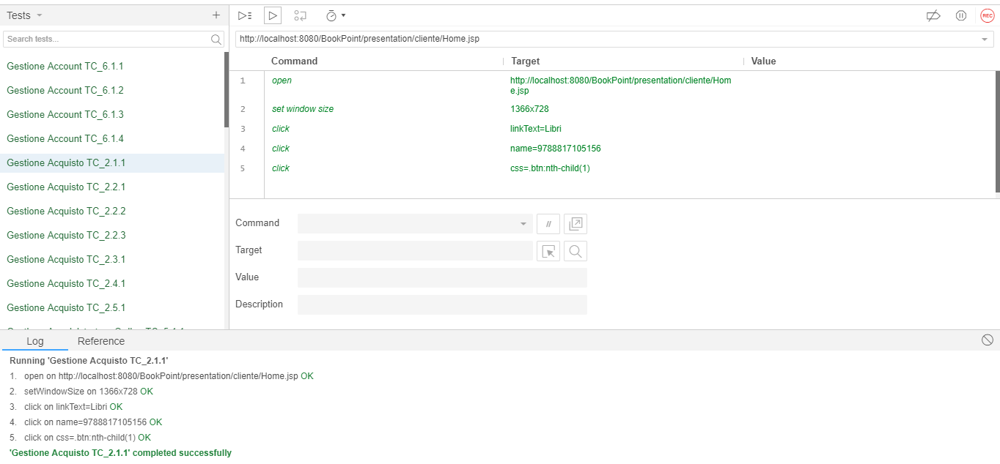 Tests
Search tests...
Gestione Account TC_6.1.1
Gestione Account TC_6.1.2
Gestione Account TC_6.1.3
Gestione Account TC_6.1.4
Gestione Acquisto TC_2.1.1
Gestione Acquisto TC_2.2.1
Gestione Acquisto TC_2.2.2
Gestione Acquisto TC_2.2.3
Gestione Acquisto TC_2.3.1
Gestione Acquisto TC_2.4.1
Gestione Acquisto TC_2.5.1
REC
http://localhost:8080/BookPoint/presentation/cliente/Home.jsp
Command Target Value
1 open http://localhost:8080/BookPoint/presentation/cliente/Hom
e.jsp
2 set window size 1366x728
3 click linkText=Libri
4 click name=9788817105156
5 click css=.btn:nth-child(1)
Command //
Target
Value
Description
Log Reference
Running 'Gestione Acquisto TC_2.1.1'
1. open on http://localhost:8080/BookPoint/presentation/cliente/Home.jsp OK
2. setWindowSize on 1366x728 OK
3. click on linkText=Libri OK
4. click on name=9788817105156 OK
5. click on css=.btn:nth-child(1) OK
'Gestione Acquisto TC_2.1.1' completed successfully